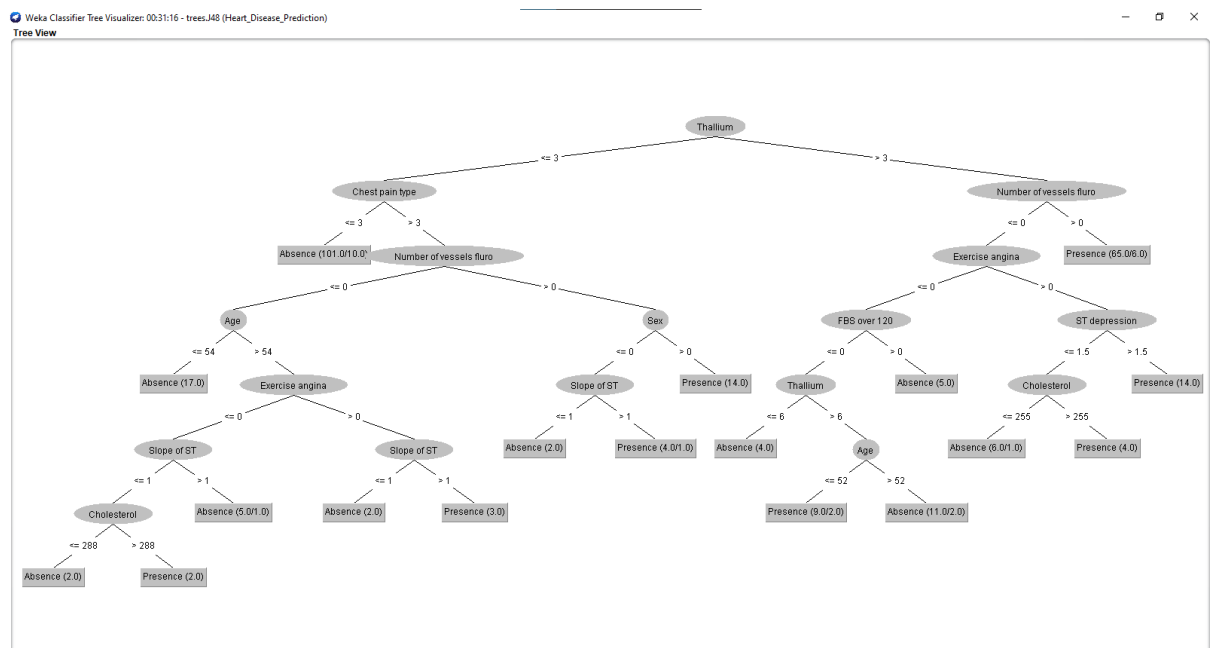 Weka Classifier Tree Visualizer: 00:31:16 - trees.J48 (Heart_Disease_Prediction)
Tree View
Thallium
<= 3 > 3
Chest pain type Number of vessels fluro
<= 3 > 3 <= 0 > 0
Absence (101.0/10.0) Number of vessels fluro Exercise angina Presence (65.0/6.0)
<= 0 > 0 <= 0 > 0
Age Sex FBS over 120 ST depression
<= 54 > 54 <= 0 > 0 <= 0 > 0 <= 1.5 > 1.5
Absence (17.0) Exercise angina Slope of ST Presence (14.0) Thallium Absence (5.0) Cholesterol Presence (14.0)
<= 0 > 0 <= 1 > 1 <= 6 > 6 <= 255 > 255
Slope of ST Slope of ST Absence (2.0) Presence (4.0/1.0) Absence (4.0) Age Absence (6.0/1.0) Presence (4.0)
<= 1 > 1 <= 1 > 1 <= 52 > 52
Cholesterol Absence (5.0/1.0) Absence (2.0) Presence (3.0) Presence (9.0/2.0) Absence (11.0/2.0)
<= 288 > 288
Absence (2.0) Presence (2.0)